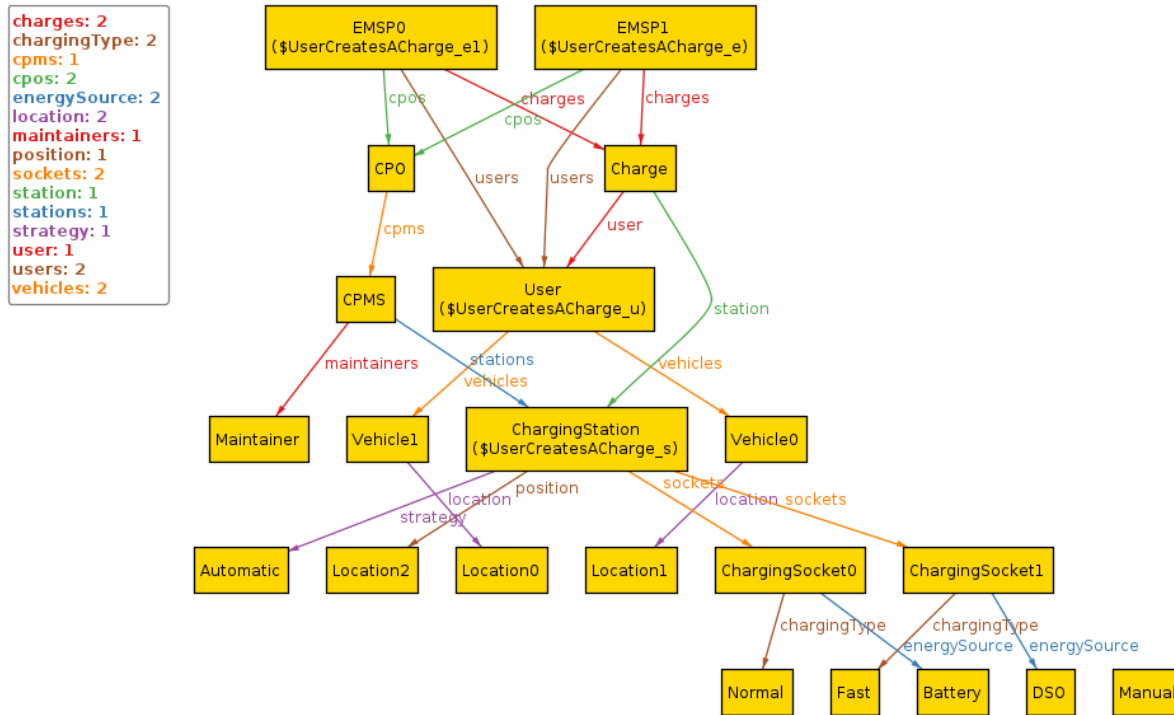 charges: 2
chargingType: 2
cpms: 1
cpos: 2
energySource: 2
location: 2
maintainers: 1
position: 1
sockets: 2
station: 1
stations: 1
strategy: 1
user: 1
users: 2
vehicles: 2
EMSP0
($UserCreatesACharge_e1)
EMSP1
($UserCreatesACharge_e)
cpos
charges
charges
cpos
CPO
users
users
Charge
cpms
user
CPMS
User
($UserCreatesACharge_u)
station
maintainers
stations
vehicles
vehicles
Maintainer
Vehicle1
ChargingStation
($UserCreatesACharge_s)
Vehicle0
strategy
location
position
sockets
location
sockets
Automatic
Location2
Location0
Location1
ChargingSocket0
ChargingSocket1
chargingType
energySource
chargingType
energySource
Normal
Fast
Battery
DSO
Manual